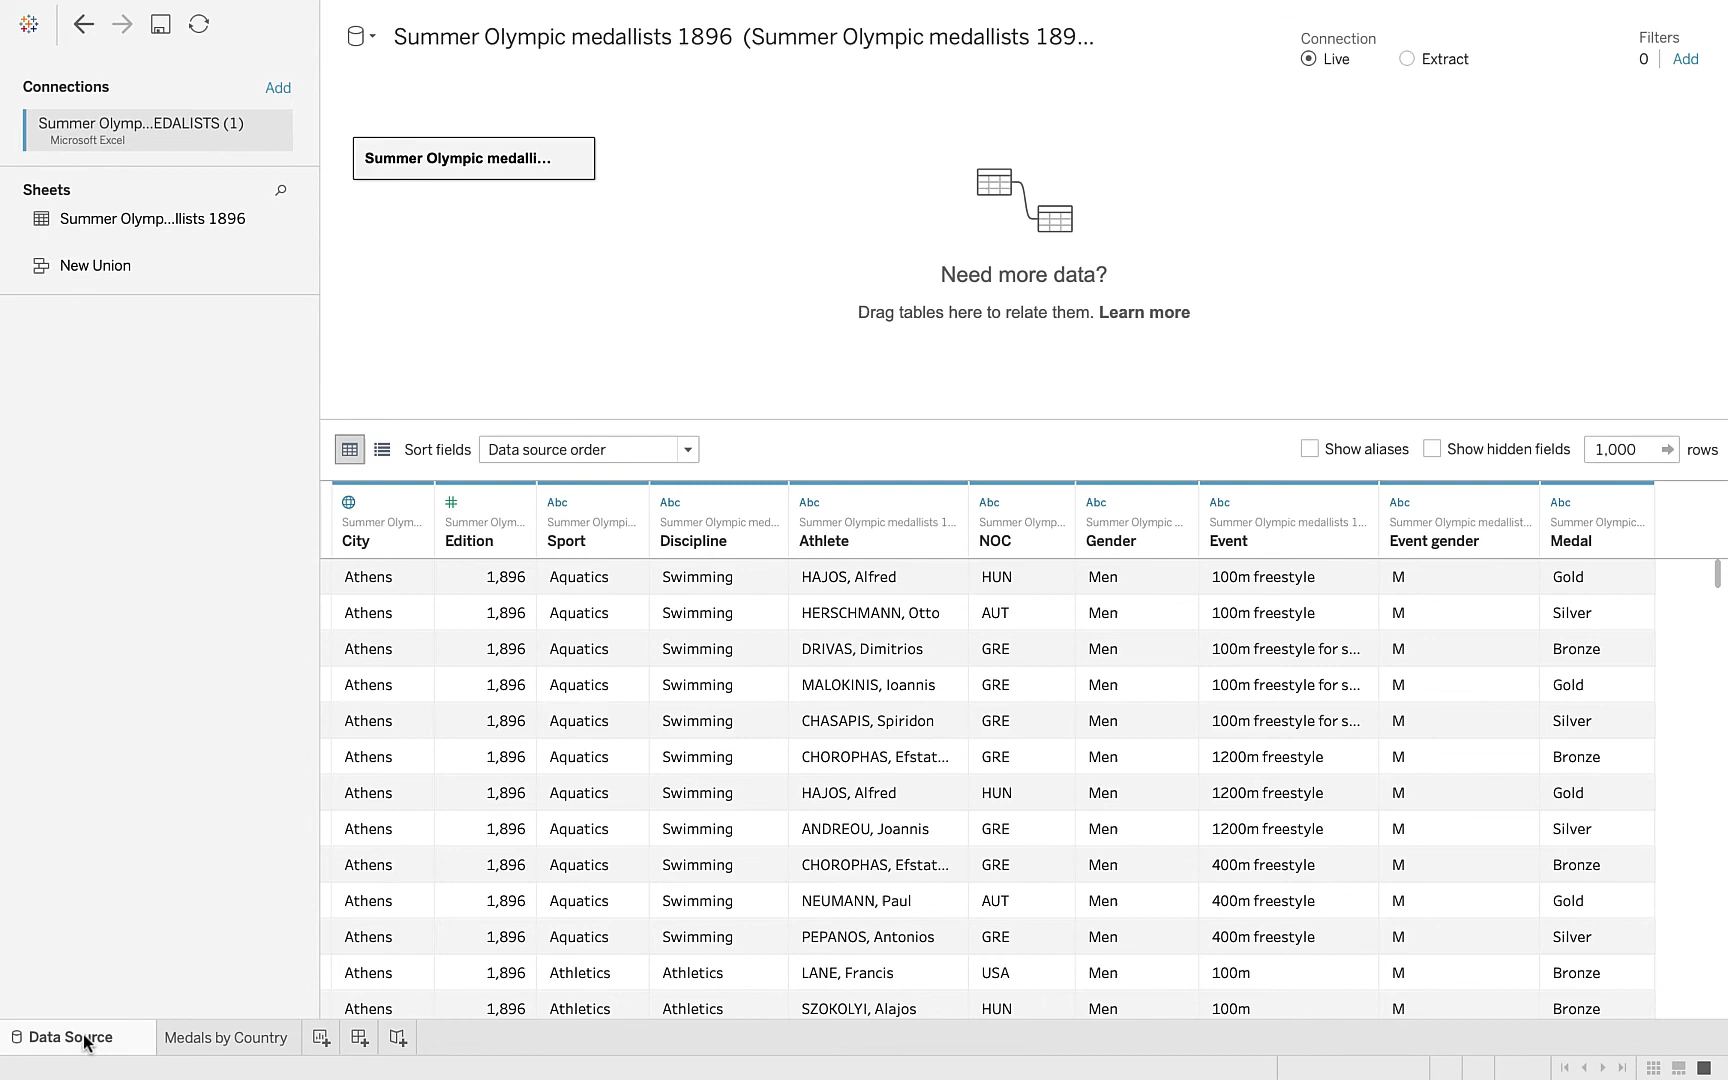 Summer Olympic medallists 1896 (Summer Olympic medallists 189...
Connection
Live
Extract
Filters
0
Add
Connections
Add
Summer Olymp...EDALISTS (1)
Microsoft Excel
Sheets
Summer Olymp...llists 1896
New Union
Summer Olympic medalli...
Need more data?
Drag tables here to relate them. Learn more
Sort fields
Data source order
Show aliases
Show hidden fields
1,000
rows
# Abc Abc Abc Abc Abc Abc Abc Abc
Summer Olym... Summer Olym... Summer Olympi... Summer Olympic med... Summer Olympic medallists 1... Summer Olymp... Summer Olympic ... Summer Olympic medallists 1... Summer Olympic medallist... Summer Olympic...
City Edition Sport Discipline Athlete NOC Gender Event Event gender Medal
Athens 1,896 Aquatics Swimming HAJOS, Alfred HUN Men 100m freestyle M Gold
Athens 1,896 Aquatics Swimming HERSCHMANN, Otto AUT Men 100m freestyle M Silver
Athens 1,896 Aquatics Swimming DRIVAS, Dimitrios GRE Men 100m freestyle for s... M Bronze
Athens 1,896 Aquatics Swimming MALOKINIS, Ioannis GRE Men 100m freestyle for s... M Gold
Athens 1,896 Aquatics Swimming CHASAPIS, Spiridon GRE Men 100m freestyle for s... M Silver
Athens 1,896 Aquatics Swimming CHOROPHAS, Efstat... GRE Men 1200m freestyle M Bronze
Athens 1,896 Aquatics Swimming HAJOS, Alfred HUN Men 1200m freestyle M Gold
Athens 1,896 Aquatics Swimming ANDREOU, Joannis GRE Men 1200m freestyle M Silver
Athens 1,896 Aquatics Swimming CHOROPHAS, Efstat... GRE Men 400m freestyle M Bronze
Athens 1,896 Aquatics Swimming NEUMANN, Paul AUT Men 400m freestyle M Gold
Athens 1,896 Aquatics Swimming PEPANOS, Antonios GRE Men 400m freestyle M Silver
Athens 1,896 Athletics Athletics LANE, Francis USA Men 100m M Bronze
Athens 1,896 Athletics Athletics SZOKOLYI, Alajos HUN Men 100m M Bronze
Data Source
Medals by Country